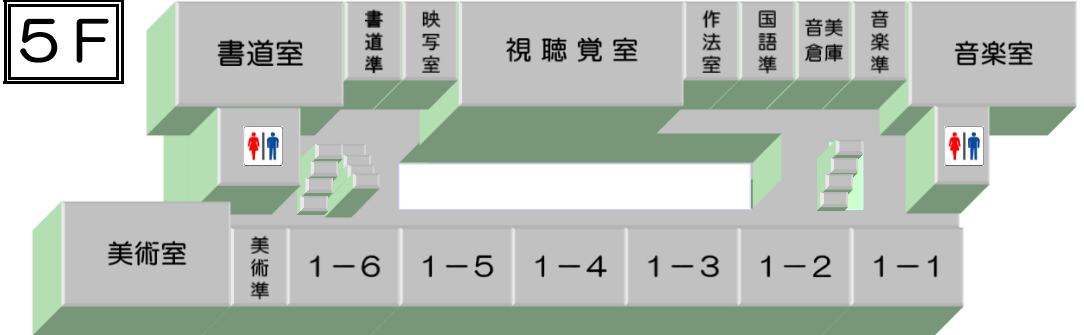 ５Ｆ
書道室
書道準
映写室
視聴覚室
作法室
国語準
音美
倉庫
音楽準
音楽室
美術室
美術準
１－６
１－５
１－４
１－３
１－２
１－１